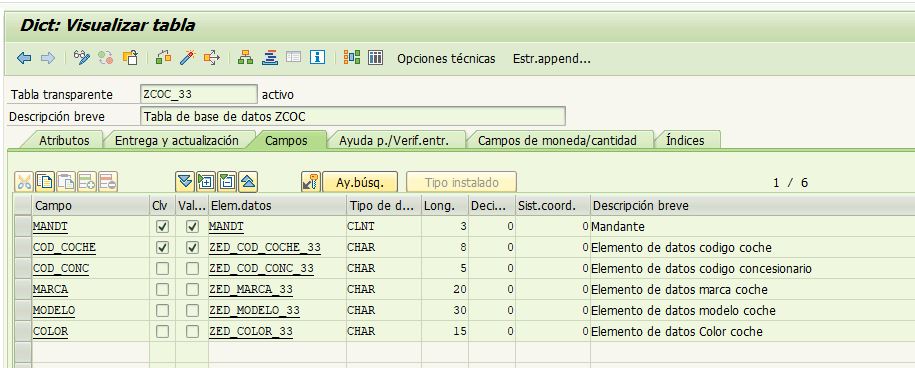 Dict: Visualizar tabla
Opciones técnicas Estr.append...
Tabla transparente ZCOC_33 activo
Descripción breve Tabla de base de datos ZCOC
Atributos Entrega y actualización Campos Ayuda p./Verif.entr. Campos de moneda/cantidad Índices
Ay.búsq. Tipo instalado 1 / 6
Campo Clv Val... Elem.datos Tipo de d... Long. Deci... Sist.coord. Descripción breve
MANDT MANDT CLNT 3 0 0 Mandante
COD_COCHE ZED_COD_COCHE_33 CHAR 8 0 0 Elemento de datos codigo coche
COD_CONC ZED_COD_CONC_33 CHAR 5 0 0 Elemento de datos codigo concesionario
MARCA ZED_MARCA_33 CHAR 20 0 0 Elemento de datos marca coche
MODELO ZED_MODELO_33 CHAR 30 0 0 Elemento de datos modelo coche
COLOR ZED_COLOR_33 CHAR 15 0 0 Elemento de datos Color coche